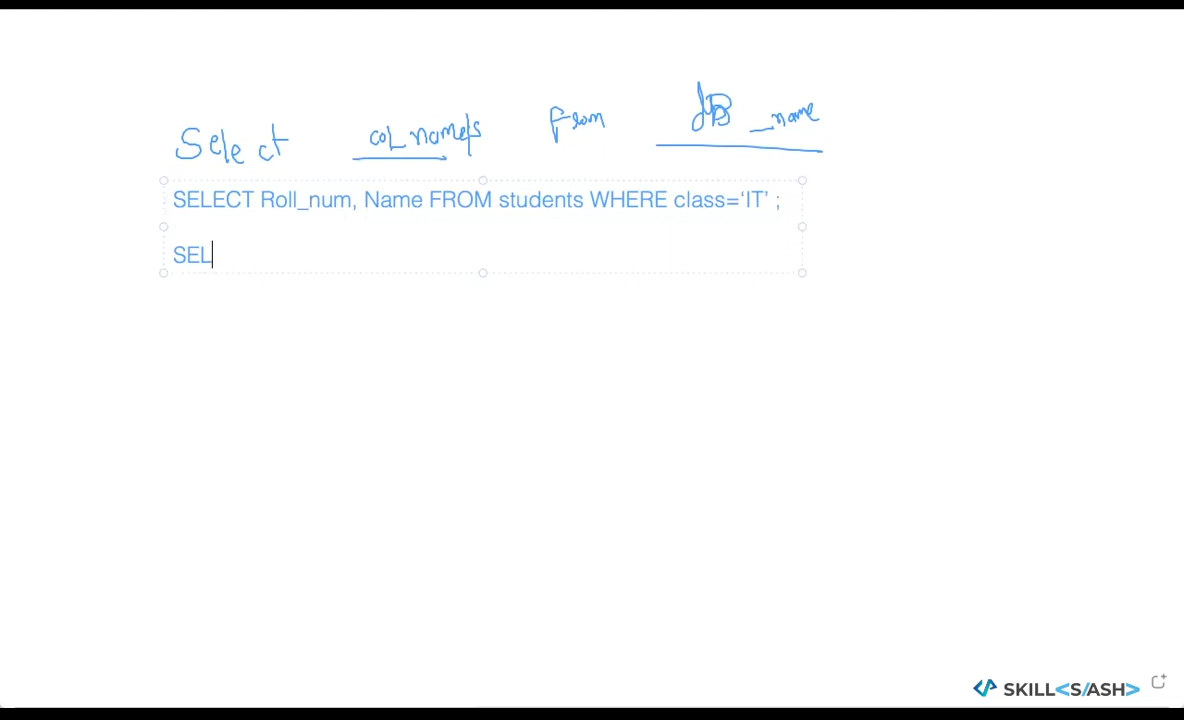 Select col_name/s from DB_name
SELECT Roll_num, Name FROM students WHERE class=‘IT’ ;
SEL
SKILL<S/ASH>